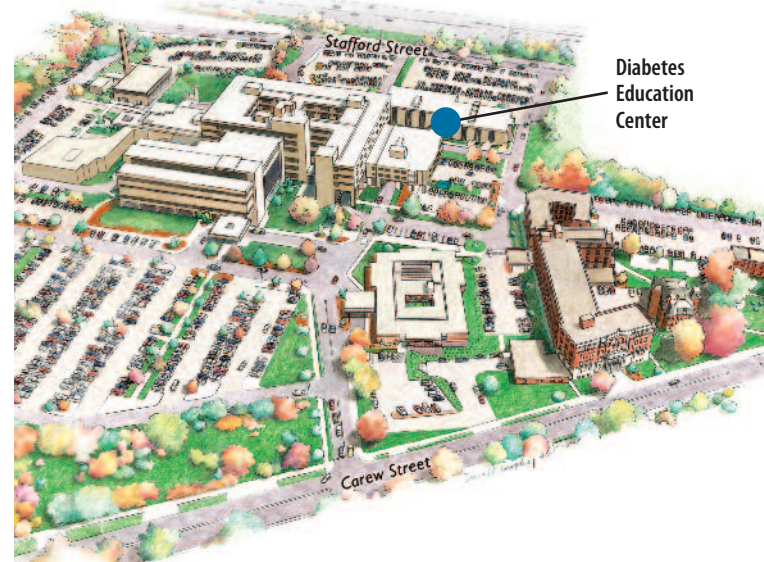 Stafford Street
Diabetes
Education
Center
Carew Street